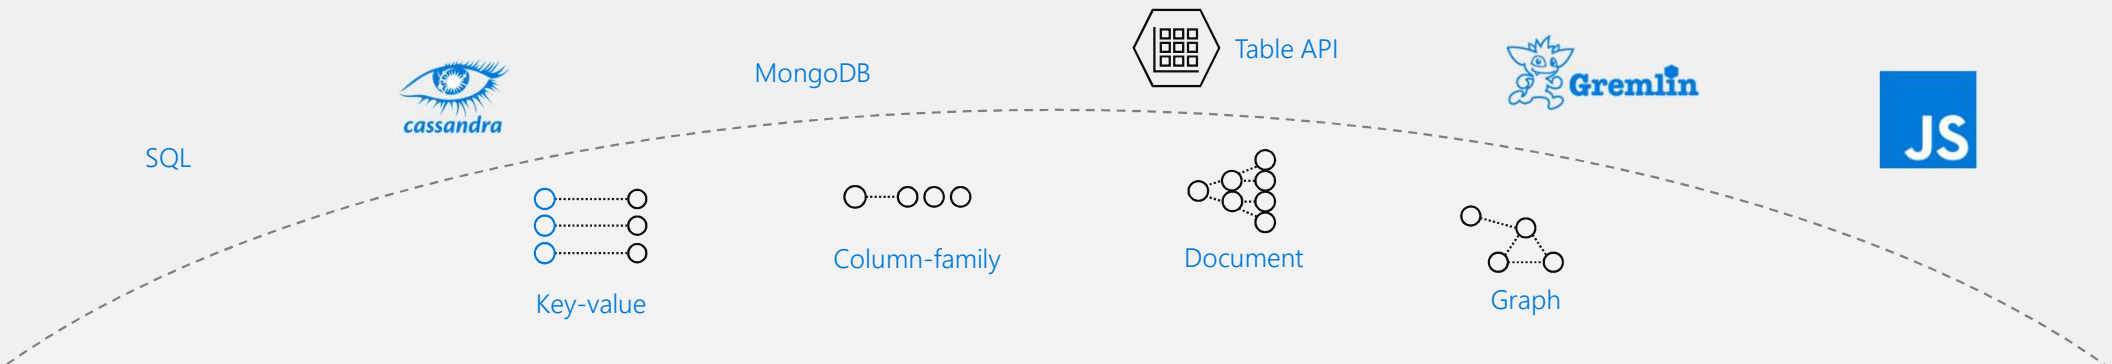 SQL
cassandra
MongoDB
Table API
Gremlin
JS
Key-value
Column-family
Document
Graph